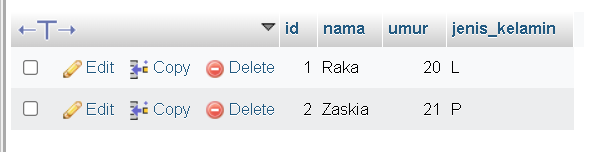 id nama umur jenis_kelamin
Edit Copy Delete 1 Raka 20 L
Edit Copy Delete 2 Zaskia 21 P